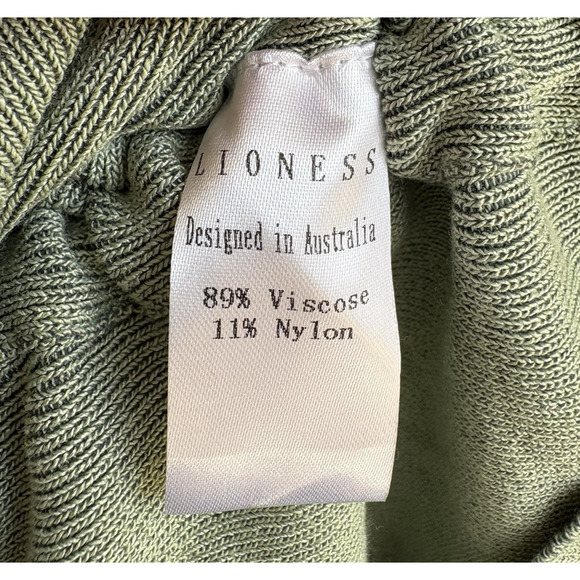 LIONESS
Designed in Australia
89% Viscose
11% Nylon